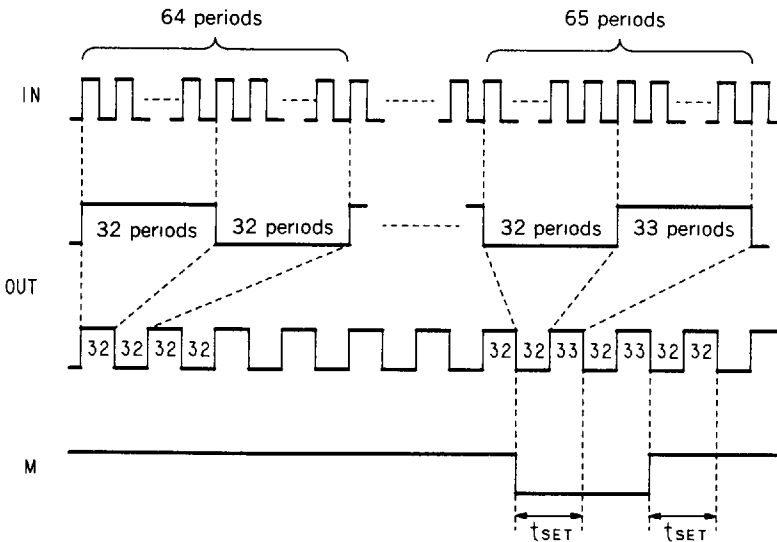 64 periods 65 periods
IN
32 periods 32 periods 32 periods 33 periods
OUT
32 32 32 32 32 32 33 32 33 32 32
M
tSET tSET